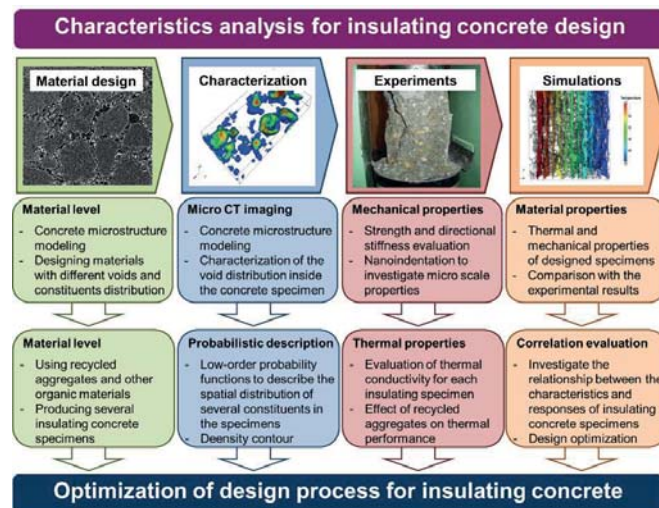 Characteristics analysis for insulating concrete design
Material design
Characterization
Experiments
Simulations
Material level
- Concrete microstructure
modeling
- Designing materials
with different voids and
constituents distribution
Micro CT imaging
- Concrete microstructure
modeling
- Characterization of the
void distribution inside
the concrete specimen
Mechanical properties
- Strength and directional
stiffness evaluation
- Nanoindentation to
investigate micro scale
properties
Material properties
- Thermal and
mechanical properties
of designed specimens
- Comparison with the
experimental results
Material level
- Using recycled
aggregates and other
organic materials
- Producing several
insulating concrete
specimens
Probabilistic description
- Low-order probability
functions to describe the
spatial distribution of
several constituents in
the specimens
- Deensity contour
Thermal properties
- Evaluation of thermal
conductivity for each
insulating specimen
- Effect of recycled
aggregates on thermal
performance
Correlation evaluation
- Investigate the
relationship between the
characteristics and
responses of insulating
concrete specimens
- Design optimization
Optimization of design process for insulating concrete